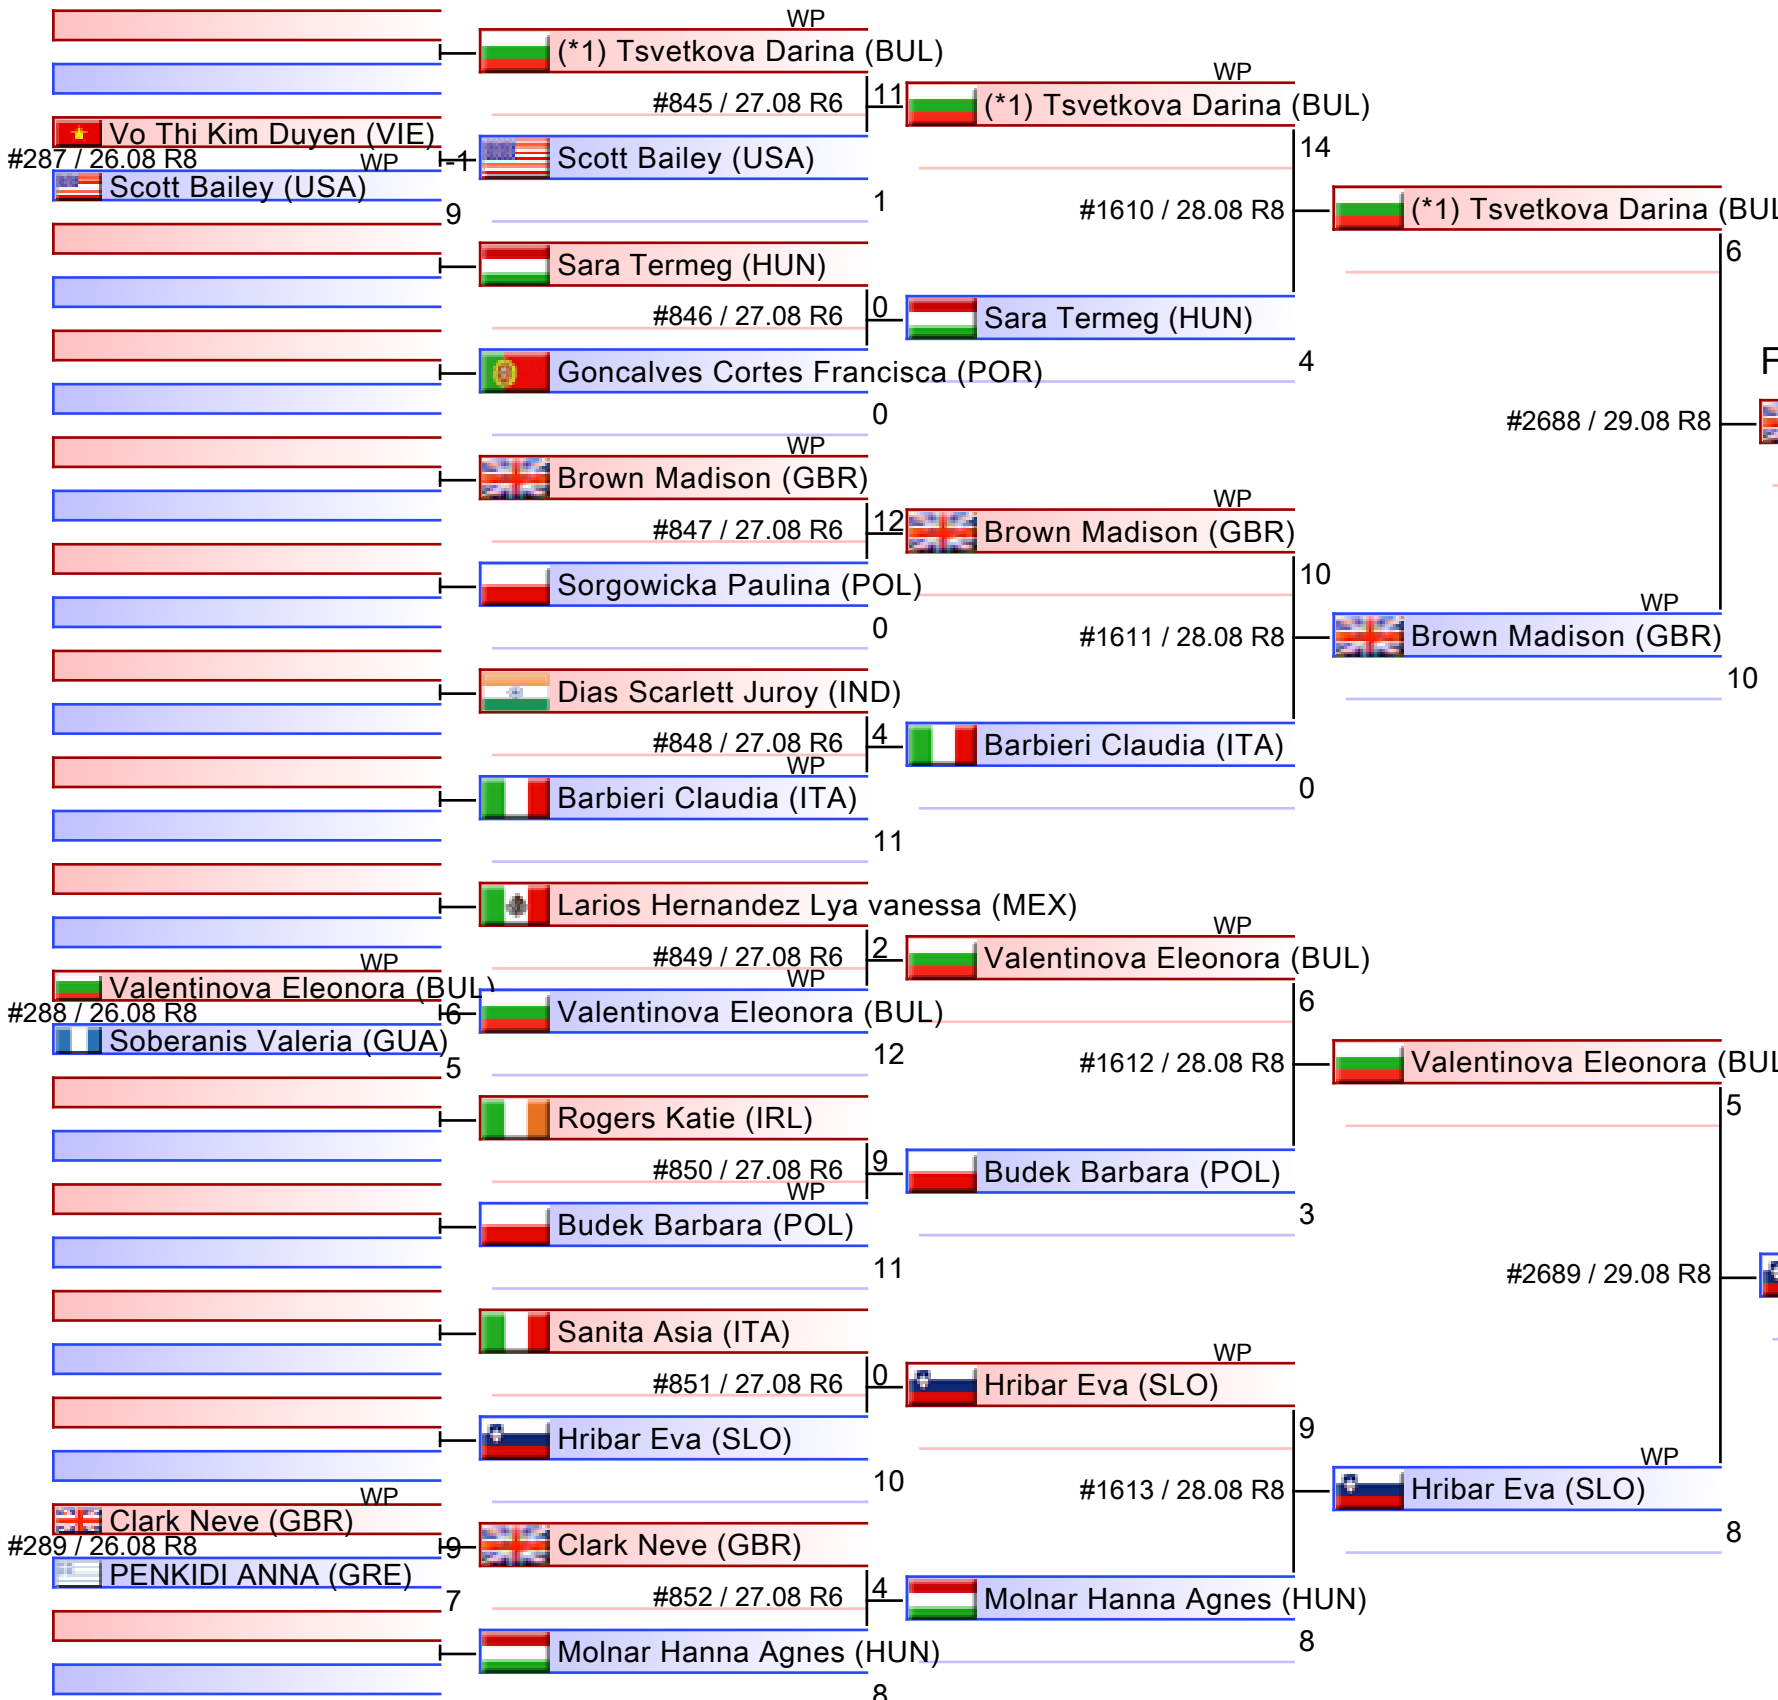 WP
(*1) Tsvetkova Darina (BUL)
WP
#845 / 27.08 R6
11
(*1) Tsvetkova Darina (BUL)
Vo Thi Kim Duyen (VIE)
#287 / 26.08 R8
WP
-1
Scott Bailey (USA)
14
Scott Bailey (USA)
9
1
#1610 / 28.08 R8
(*1) Tsvetkova Darina (BUL
6
Sara Termeg (HUN)
#846 / 27.08 R6
0
Sara Termeg (HUN)
4
F
Goncalves Cortes Francisca (POR)
0
#2688 / 29.08 R8
WP
Brown Madison (GBR)
WP
#847 / 27.08 R6
12
Brown Madison (GBR)
10
Sorgowicka Paulina (POL)
0
WP
#1611 / 28.08 R8
Brown Madison (GBR)
10
Dias Scarlett Juroy (IND)
#848 / 27.08 R6
4
Barbieri Claudia (ITA)
WP
0
Barbieri Claudia (ITA)
11
Larios Hernandez Lya vanessa (MEX)
WP
#849 / 27.08 R6
2
Valentinova Eleonora (BUL)
WP
WP
Valentinova Eleonora (BUL)
6
#288 / 26.08 R8
6
Valentinova Eleonora (BUL)
Soberanis Valeria (GUA)
5
12
#1612 / 28.08 R8
Valentinova Eleonora (BUL
5
Rogers Katie (IRL)
#850 / 27.08 R6
9
Budek Barbara (POL)
WP
3
Budek Barbara (POL)
11
#2689 / 29.08 R8
Sanita Asia (ITA)
WP
#851 / 27.08 R6
0
Hribar Eva (SLO)
9
Hribar Eva (SLO)
10
WP
#1613 / 28.08 R8
Hribar Eva (SLO)
8
WP
Clark Neve (GBR)
#289 / 26.08 R8
9
Clark Neve (GBR)
PENKIDI ANNA (GRE)
7
#852 / 27.08 R6
4
Molnar Hanna Agnes (HUN)
8
Molnar Hanna Agnes (HUN)
8